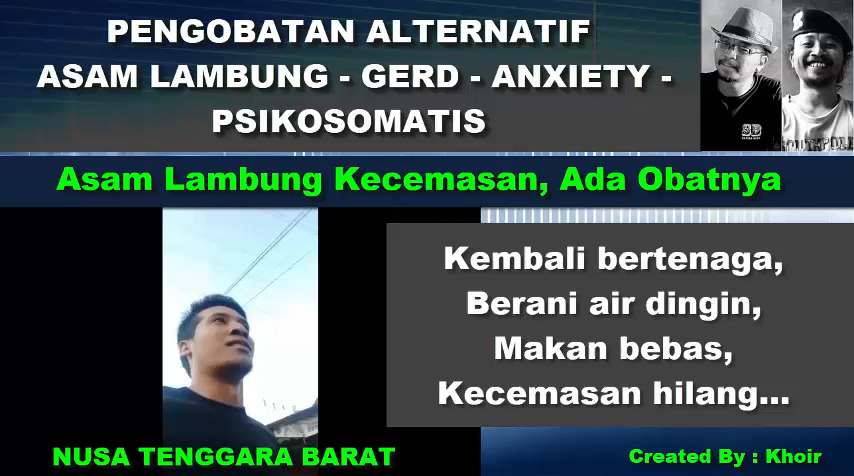 PENGOBATAN ALTERNATIF
ASAM LAMBUNG - GERD - ANXIETY -
PSIKOSOMATIS
SB
Asam Lambung Kecemasan, Ada Obatnya
Kembali bertenaga,
Berani air dingin,
Makan bebas,
Kecemasan hilang...
NUSA TENGGARA BARAT
Created By : Khoir